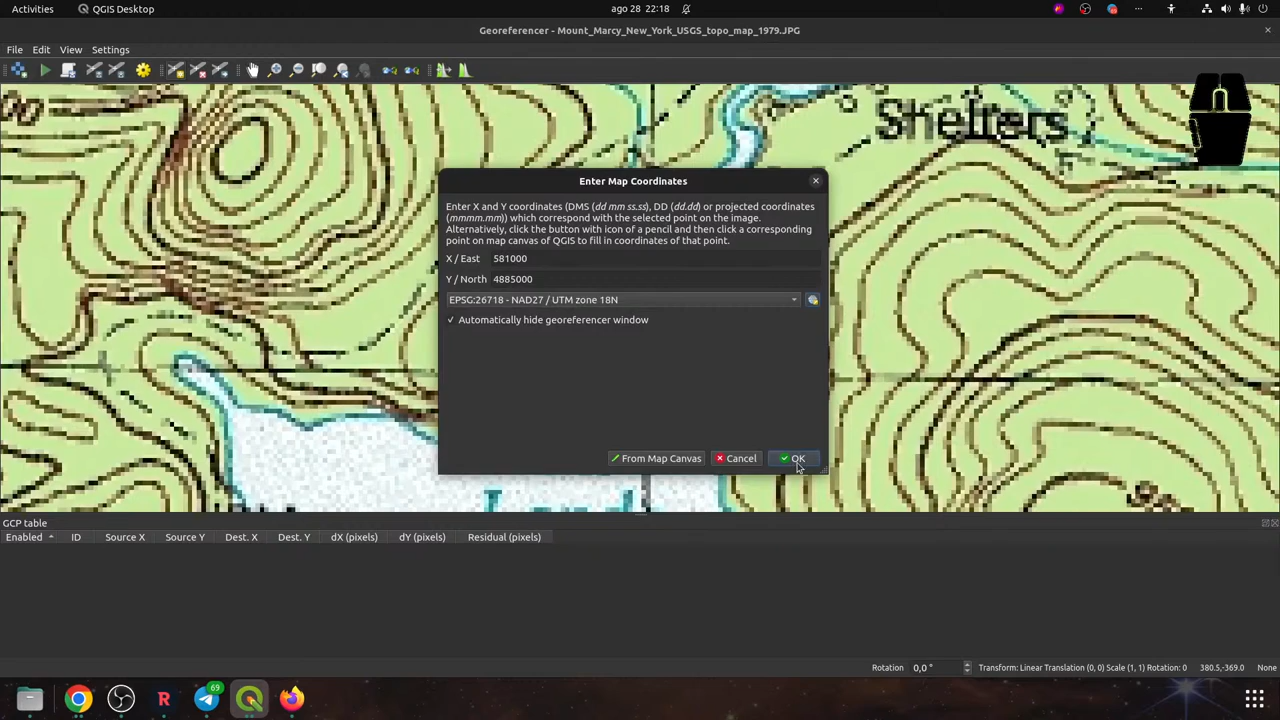 Activities
QGIS Desktop
ago 28 22:18
Georeferencer - Mount_Marcy_New_York_USGS_topo_map_1979.JPG
File Edit View Settings
Shelters
Enter Map Coordinates
Enter X and Y coordinates (DMS (dd mm ss.ss), DD (dd.dd) or projected coordinates
(mmmm.mm)) which correspond with the selected point on the image.
Alternatively, click the button with icon of a pencil and then click a corresponding
point on map canvas of QGIS to fill in coordinates of that point.
X / East 581000
Y / North 4885000
EPSG:26718 - NAD27 / UTM zone 18N
Automatically hide georeferencer window
From Map Canvas Cancel OK
GCP table
Enabled ID Source X Source Y Dest. X Dest. Y dX (pixels) dY (pixels) Residual (pixels)
Rotation 0,0 ° Transform: Linear Translation (0, 0) Scale (1, 1) Rotation: 0 380.5,-369.0 None
69
R